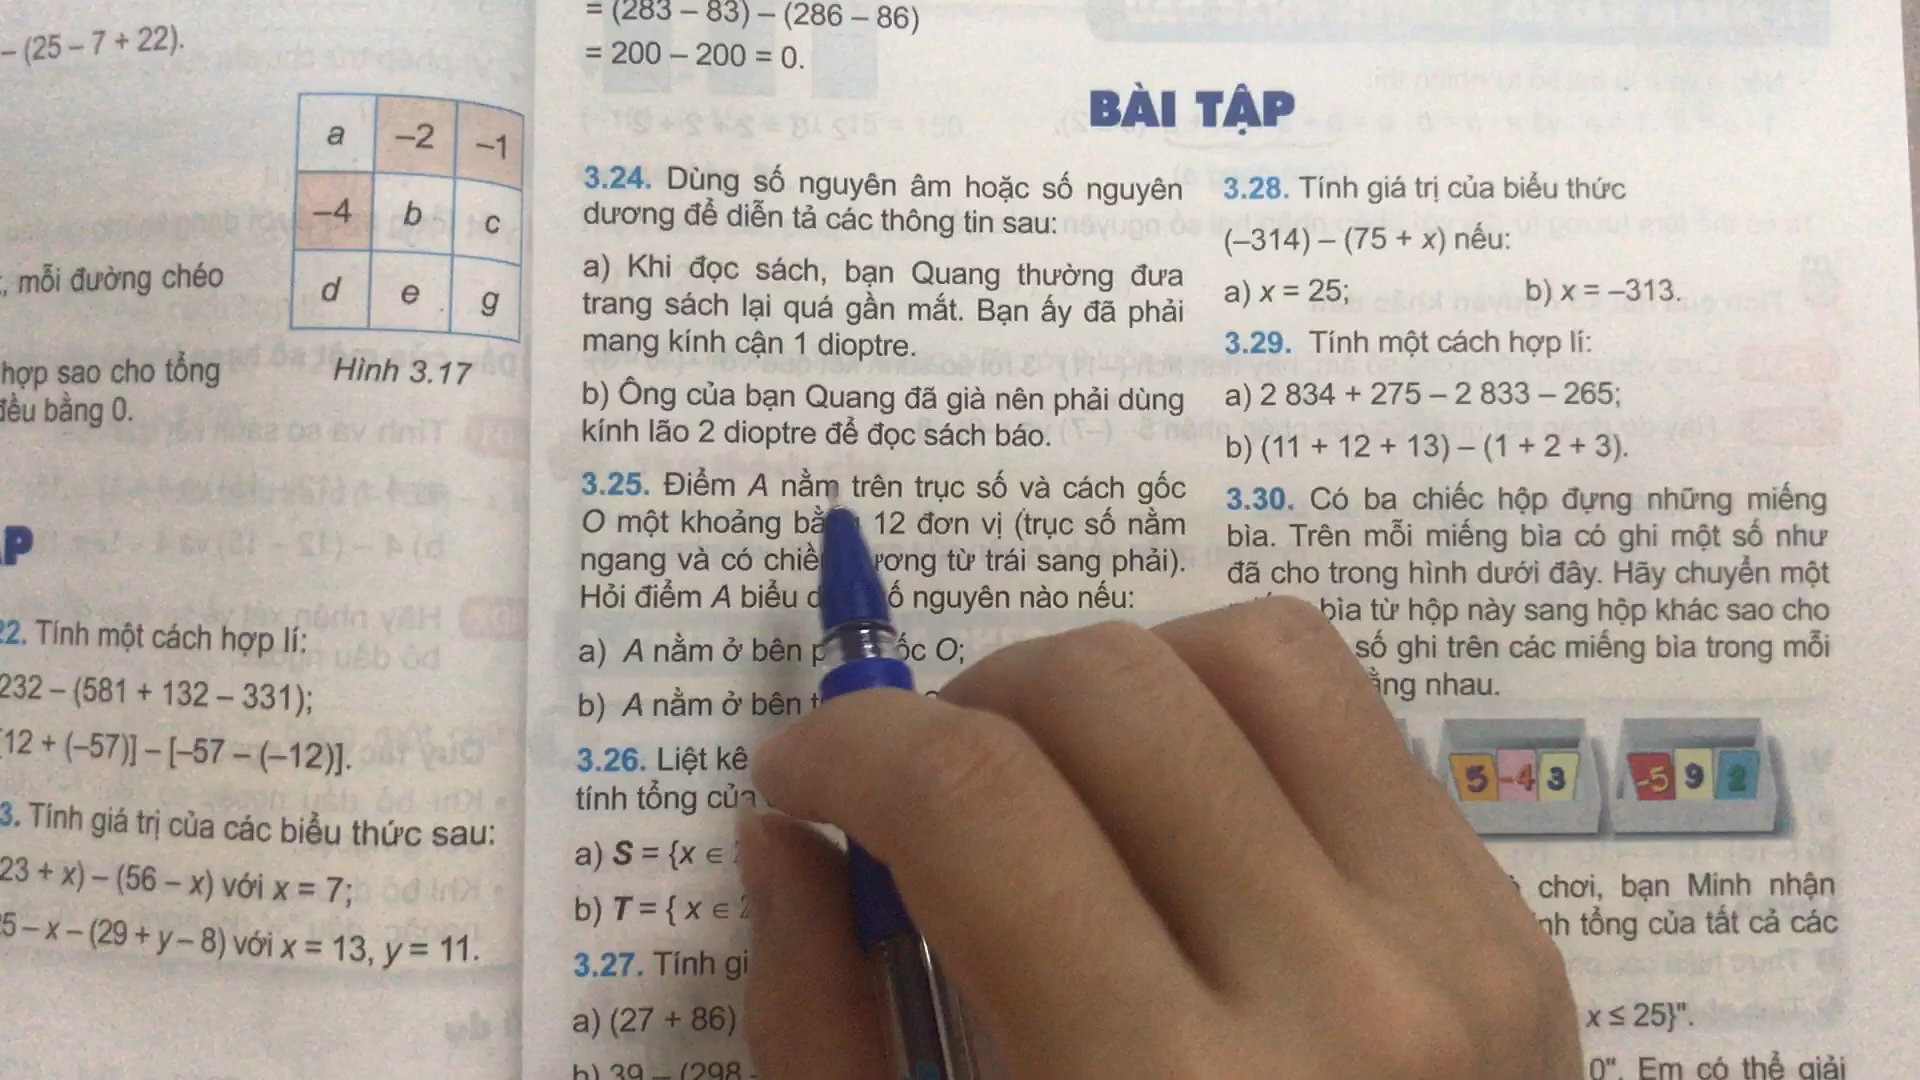 – (25 – 7 + 22).
a –2 –1
–4 b c
d e g
, mỗi đường chéo
hợp sao cho tổng
đều bằng 0.
Hình 3.17
22. Tính một cách hợp lí:
232 – (581 + 132 – 331);
12 + (–57)] – [–57 – (–12)].
3. Tính giá trị của các biểu thức sau:
23 + x) – (56 – x) với x = 7;
5 – x – (29 + y – 8) với x = 13, y = 11.
= (283 – 83) – (286 – 86)
= 200 – 200 = 0.
BÀI TẬP
3.24. Dùng số nguyên âm hoặc số nguyên
dương để diễn tả các thông tin sau:
a) Khi đọc sách, bạn Quang thường đưa
trang sách lại quá gần mắt. Bạn ấy đã phải
mang kính cận 1 dioptre.
b) Ông của bạn Quang đã già nên phải dùng
kính lão 2 dioptre để đọc sách báo.
3.25. Điểm A nằm trên trục số và cách gốc
O một khoảng 12 đơn vị (trục số nằm
ngang và có từ trái sang phải).
Hỏi điểm A biểu nguyên nào nếu:
a) A nằm ở bên O;
b) A nằm ở bên
3.26. Liệt kê
tính tổng của
a) S = {x ∈
b) T = { x ∈
3.27. Tính
a) (27 + 86)
b) 39 – (298
3.28. Tính giá trị của biểu thức
(–314) – (75 + x) nếu:
a) x = 25; b) x = –313.
3.29. Tính một cách hợp lí:
a) 2 834 + 275 – 2 833 – 265;
b) (11 + 12 + 13) – (1 + 2 + 3).
3.30. Có ba chiếc hộp đựng những miếng
bìa. Trên mỗi miếng bìa có ghi một số như
đã cho trong hình dưới đây. Hãy chuyển một
bìa từ hộp này sang hộp khác sao cho
số ghi trên các miếng bìa trong mỗi
nhau.
5 –4 3
–5 9 2
chơi, bạn Minh nhận
tổng của tất cả các
x ≤ 25}".
0". Em có thể giải